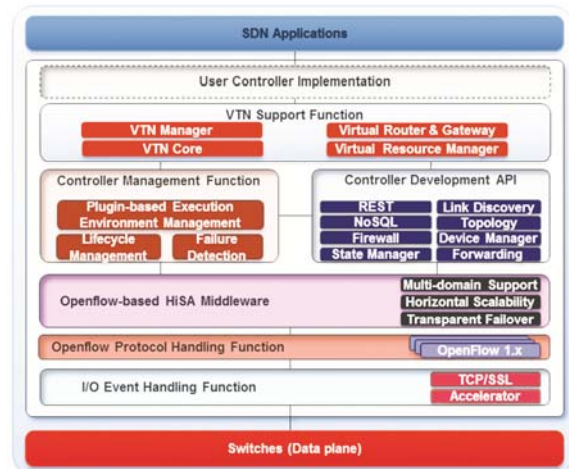 SDN Applications
User Controller Implementation
VTN Support Function
VTN Manager
Virtual Router & Gateway
VTN Core
Virtual Resource Manager
Controller Management Function
Plugin-based Execution
Environment Management
Lifecycle
Management
Failure
Detection
Controller Development API
REST
Link Discovery
NoSQL
Topology
Firewall
Device Manager
State Manager
Forwarding
Openflow-based HiSA Middleware
Multi-domain Support
Horizontal Scalability
Transparent Failover
Openflow Protocol Handling Function
OpenFlow 1.x
I/O Event Handling Function
TCP/SSL
Accelerator
Switches (Data plane)